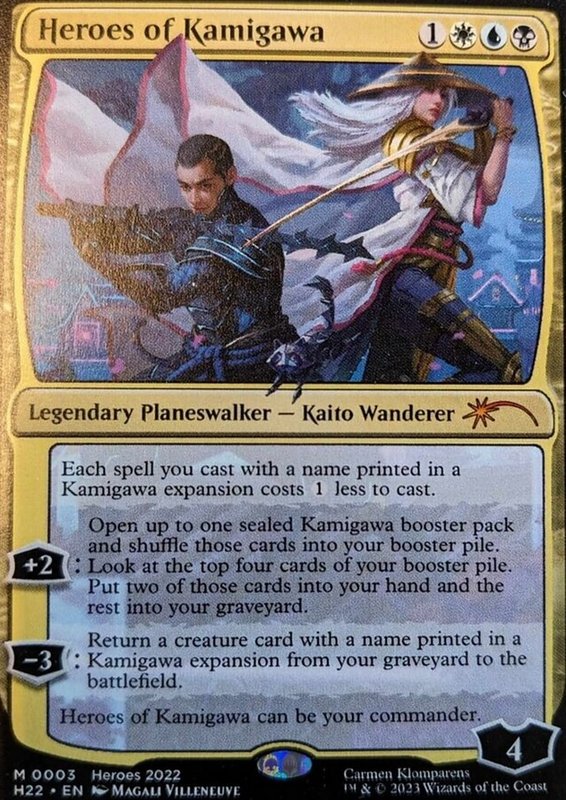 Heroes of Kamigawa 1
Legendary Planeswalker — Kaito Wanderer
Each spell you cast with a name printed in a
Kamigawa expansion costs 1 less to cast.
Open up to one sealed Kamigawa booster pack
and shuffle those cards into your booster pile.
+2: Look at the top four cards of your booster pile.
Put two of those cards into your hand and the
rest into your graveyard.
Return a creature card with a name printed in a
−3: Kamigawa expansion from your graveyard to the
battlefield.
Heroes of Kamigawa can be your commander.
4
M 0003 Heroes 2022 Carmen Klomparens
H22 • EN MAGALI VILLENEUVE ™ & © 2023 Wizards of the Coast